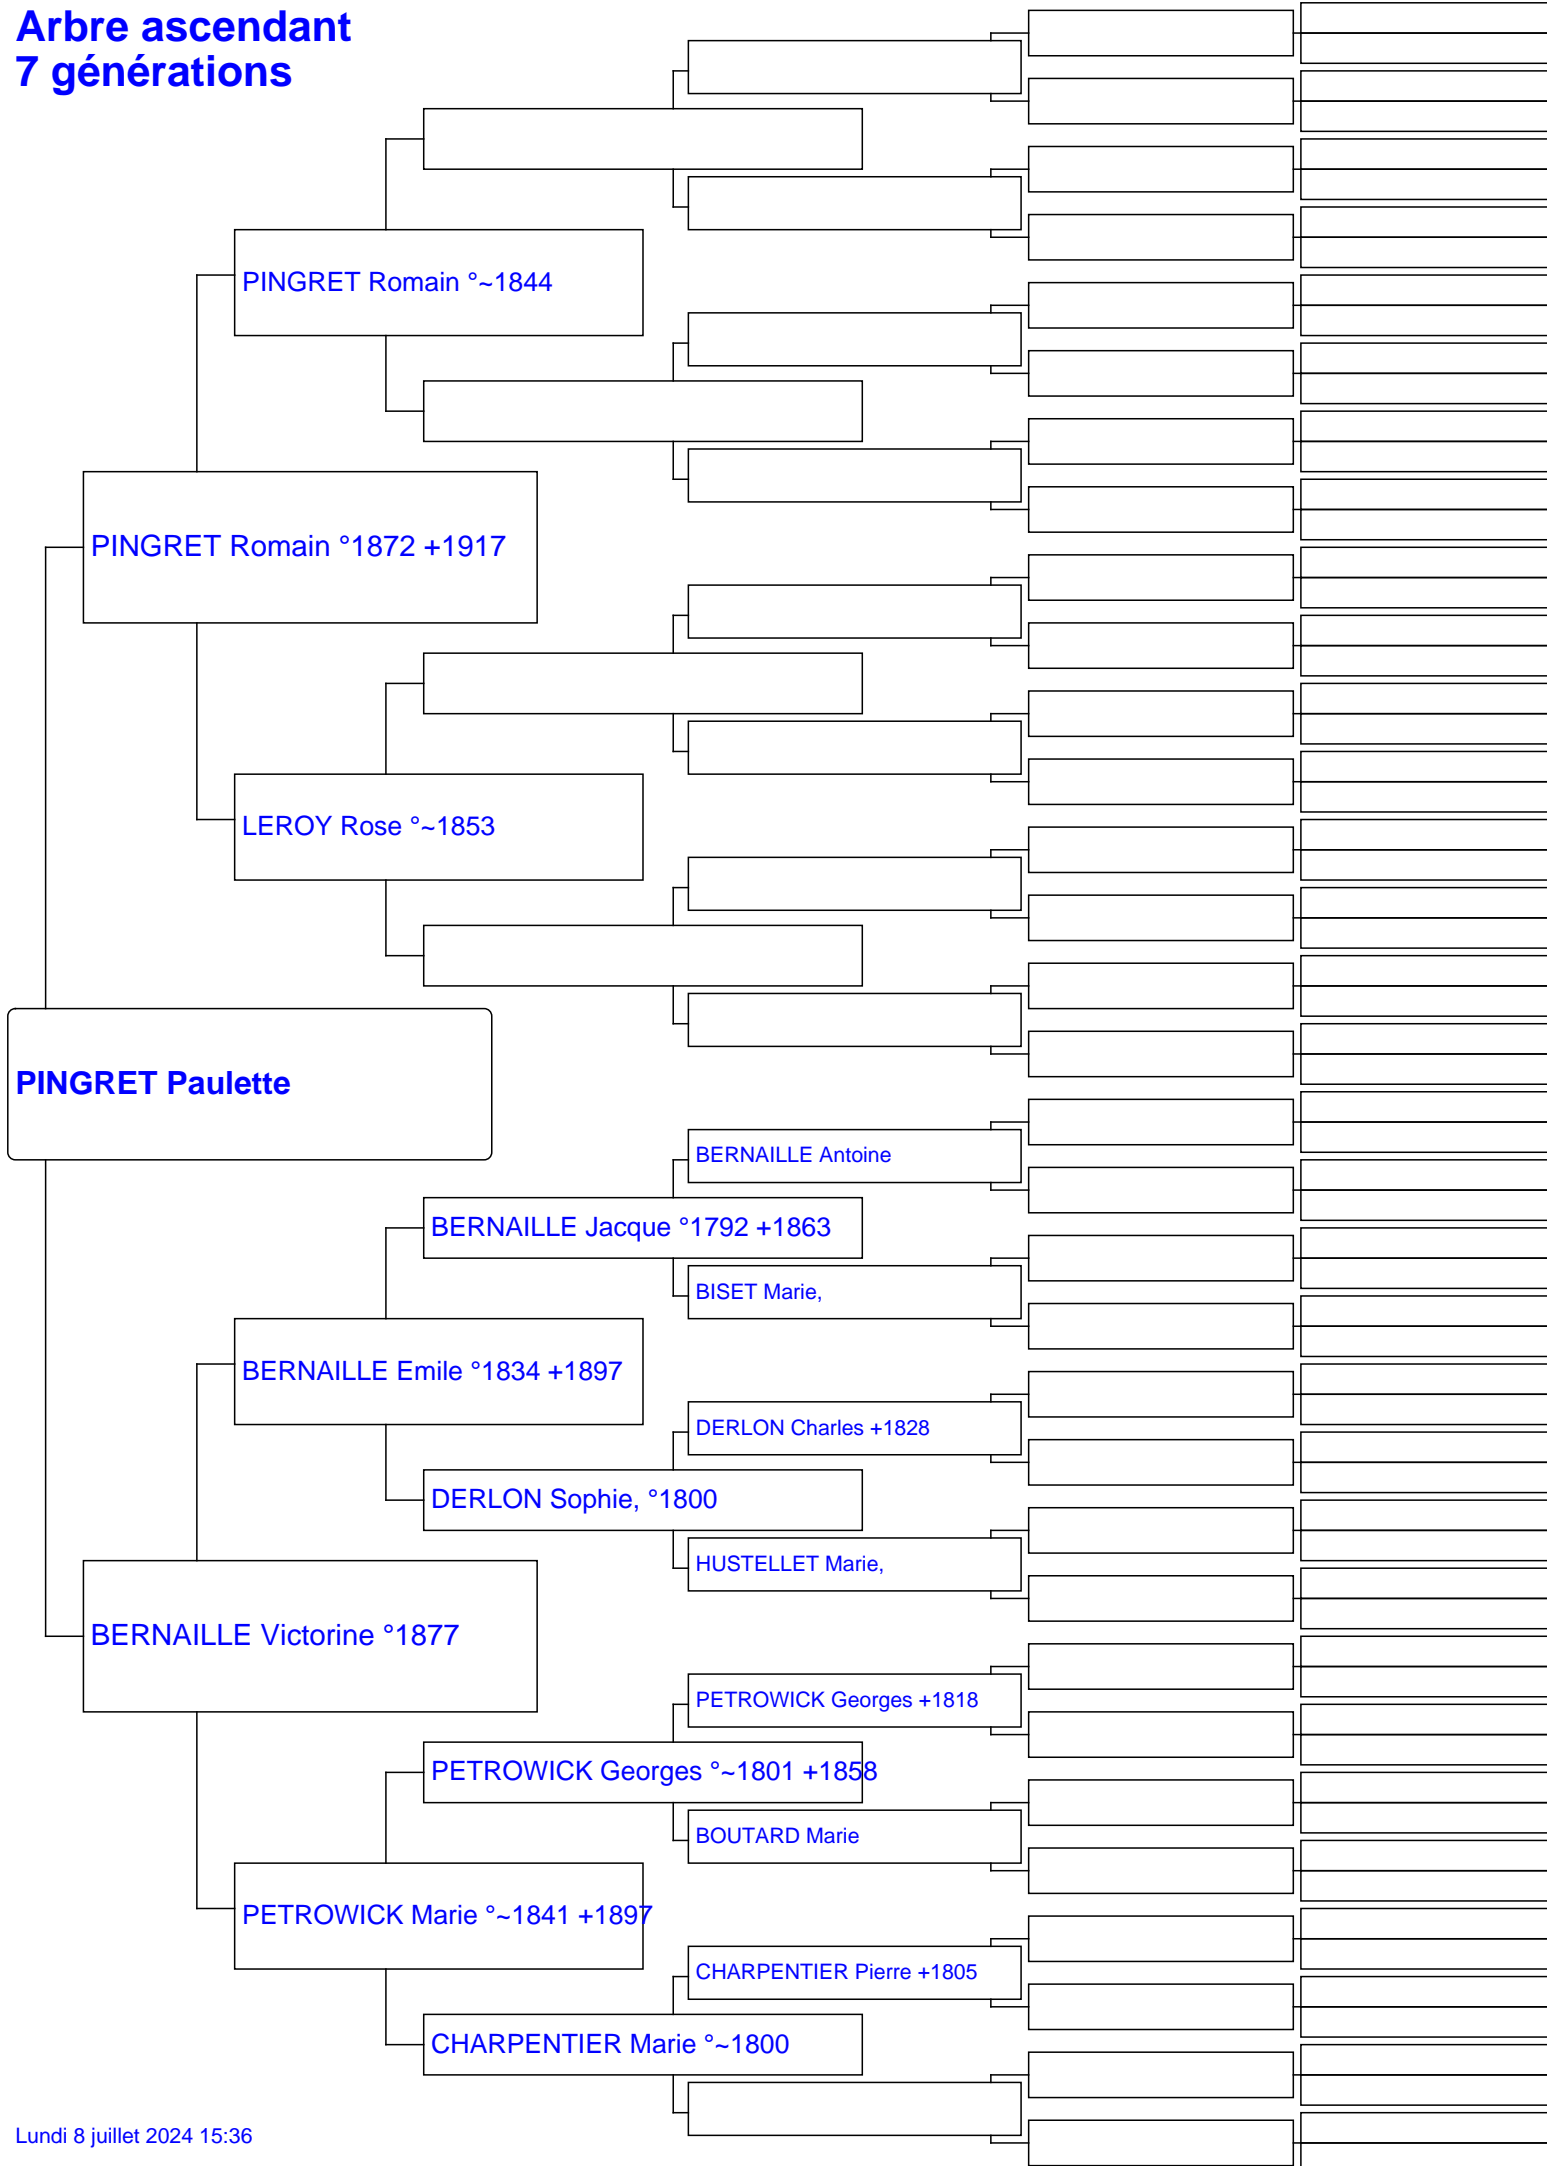 Arbre ascendant
7 générations
PINGRET Romain °~1844
PINGRET Romain °1872 +1917
LEROY Rose °~1853
PINGRET Paulette
BERNAILLE Antoine
BERNAILLE Jacque °1792 +1863
BISET Marie,
BERNAILLE Emile °1834 +1897
DERLON Charles +1828
DERLON Sophie, °1800
HUSTELLET Marie,
BERNAILLE Victorine °1877
PETROWICK Georges +1818
PETROWICK Georges °~1801 +1858
BOUTARD Marie
PETROWICK Marie °~1841 +1897
CHARPENTIER Pierre +1805
CHARPENTIER Marie °~1800
Lundi 8 juillet 2024 15:36